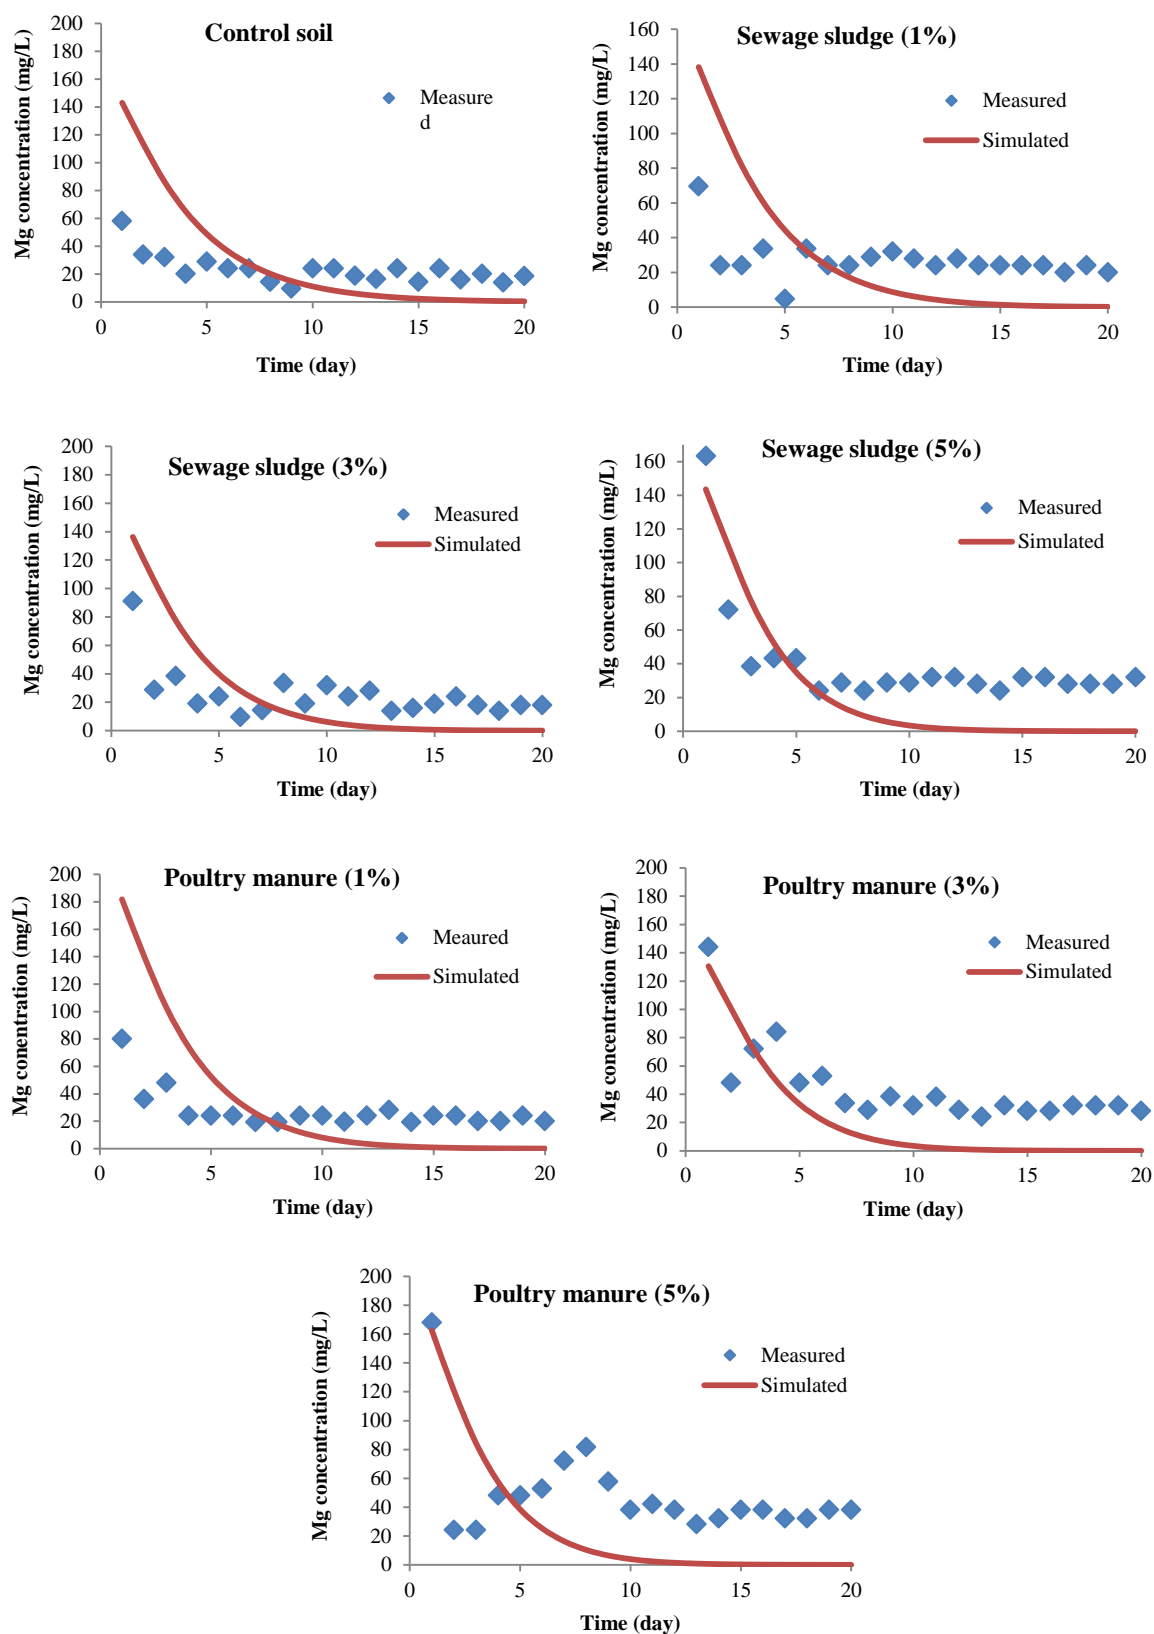 Control soil
Mg concentration (mg/L)
200
180
160
140
120
100
80
60
40
20
0
Measure
d
0 5 10 15 20
Time (day)
Sewage sludge (1%)
Mg concentration (mg/L)
160
140
120
100
80
60
40
20
0
Measured
Simulated
0 5 10 15 20
Time (day)
Sewage sludge (3%)
Mg concentration (mg/L)
200
180
160
140
120
100
80
60
40
20
0
Measured
Simulated
0 5 10 15 20
Time (day)
Sewage sludge (5%)
Mg concentration (mg/L)
160
140
120
100
80
60
40
20
0
Measured
Simulated
0 5 10 15 20
Time (day)
Poultry manure (1%)
Mg conentration (mg/L)
200
180
160
140
120
100
80
60
40
20
0
Meaured
Simulated
0 5 10 15 20
Time (day)
Poultry manure (3%)
Mg concentration (mg/L)
200
180
160
140
120
100
80
60
40
20
0
Measured
Simulated
0 5 10 15 20
Time (day)
Poultry manure (5%)
Mg concentration (mg/L)
200
180
160
140
120
100
80
60
40
20
0
Measured
Simulated
0 5 10 15 20
Time (day)